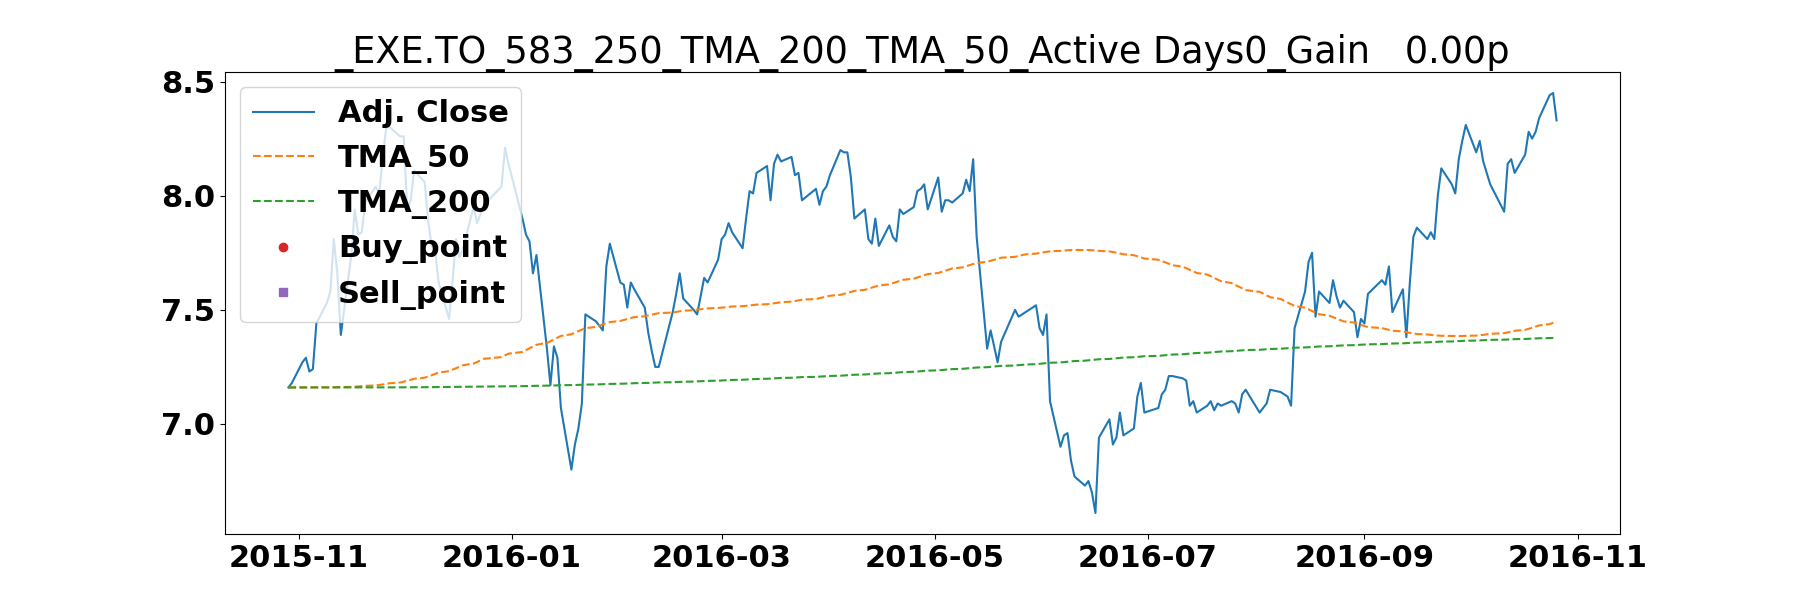 _EXE.TO_583_250_TMA_200_TMA_50_Active Days0_Gain   0.00p
8.5
8.0
7.5
7.0
Adj. Close
TMA_50
TMA_200
Buy_point
Sell_point
2015-11 2016-01 2016-03 2016-05 2016-07 2016-09 2016-11